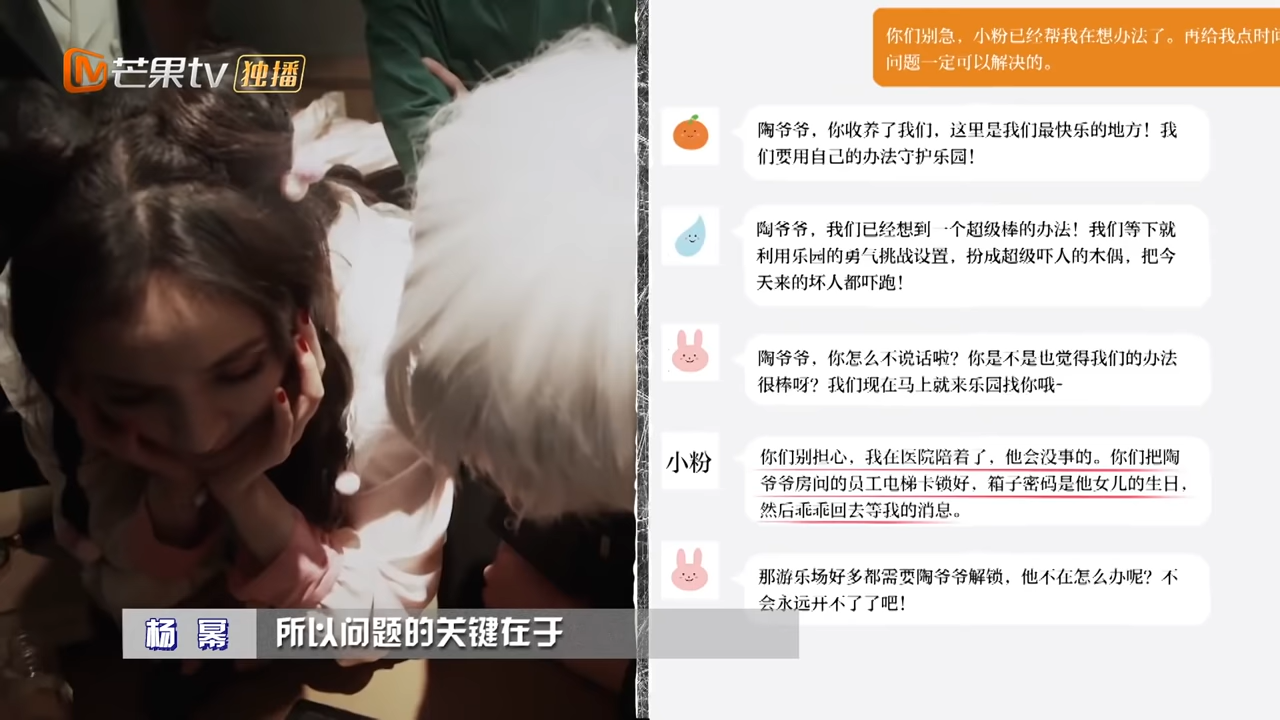 芒果tv 独播
你们别急，小粉已经帮我在想办法了。再给我点时间
问题一定可以解决的。
陶爷爷，你收养了我们，这里是我们最快乐的地方！我
们要用自己的办法守护乐园！
陶爷爷，我们已经想到一个超级棒的办法！我们等下就
利用乐园的勇气挑战设置，扮成超级吓人的木偶，把今
天来的坏人都吓跑！
陶爷爷，你怎么不说话啦？你是不是也觉得我们的办法
很棒呀？我们现在马上就来乐园找你哦~
小粉
你们别担心，我在医院陪着了，他会没事的。你们把陶
爷爷房间的员工电梯卡锁好，箱子密码是他女儿的生日，
然后乖乖回去等我的消息。
那游乐场好多都需要陶爷爷解锁，他不在怎么办呢？不
会永远开不了了吧！
杨幂 所以问题的关键在于